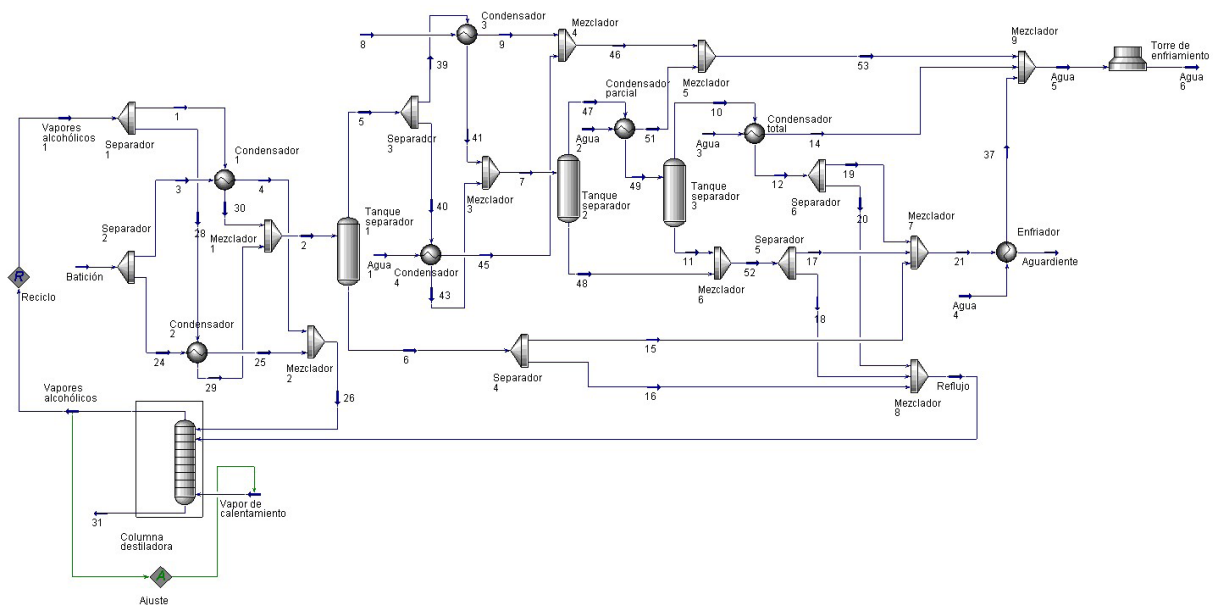 Condensador
3
8
9
39
Mezclador
4
46
Mezclador
5
53
Mezclador
9
Agua
5
Torre de
enfriamiento
Agua
6
Vapores
alcohólicos
1
Separador
1
1
Condensador
1
3
4
5
Separador
3
41
Condensador
parcial
47
Agua
2
51
10
Agua
3
Condensador
total
14
37
Separador
2
28
30
Mezclador
1
2
Tanque
separador
1
40
Mezclador
3
7
Tanque
separador
2
49
Tanque
separador
3
12
Separador
6
19
20
Mezclador
7
Batición
Agua
1
Condensador
4
45
43
48
11
Mezclador
6
52
Separador
5
17
18
21
Enfriador
Aguardiente
Agua
4
R
Reciclo
Condensador
2
24
25
29
Mezclador
2
26
6
Separador
4
15
16
Mezclador
8
Reflujo
Vapores
alcohólicos
31
Columna
destiladora
Vapor de
calentamiento
A
Ajuste